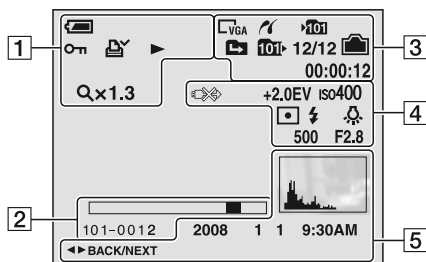 1
VGA
101
101 12/12
00:00:12
3
×1.3
+2.0EV ISO400
500 F2.8
4
2
101-0012 2008 1 1 9:30AM
BACK/NEXT
5